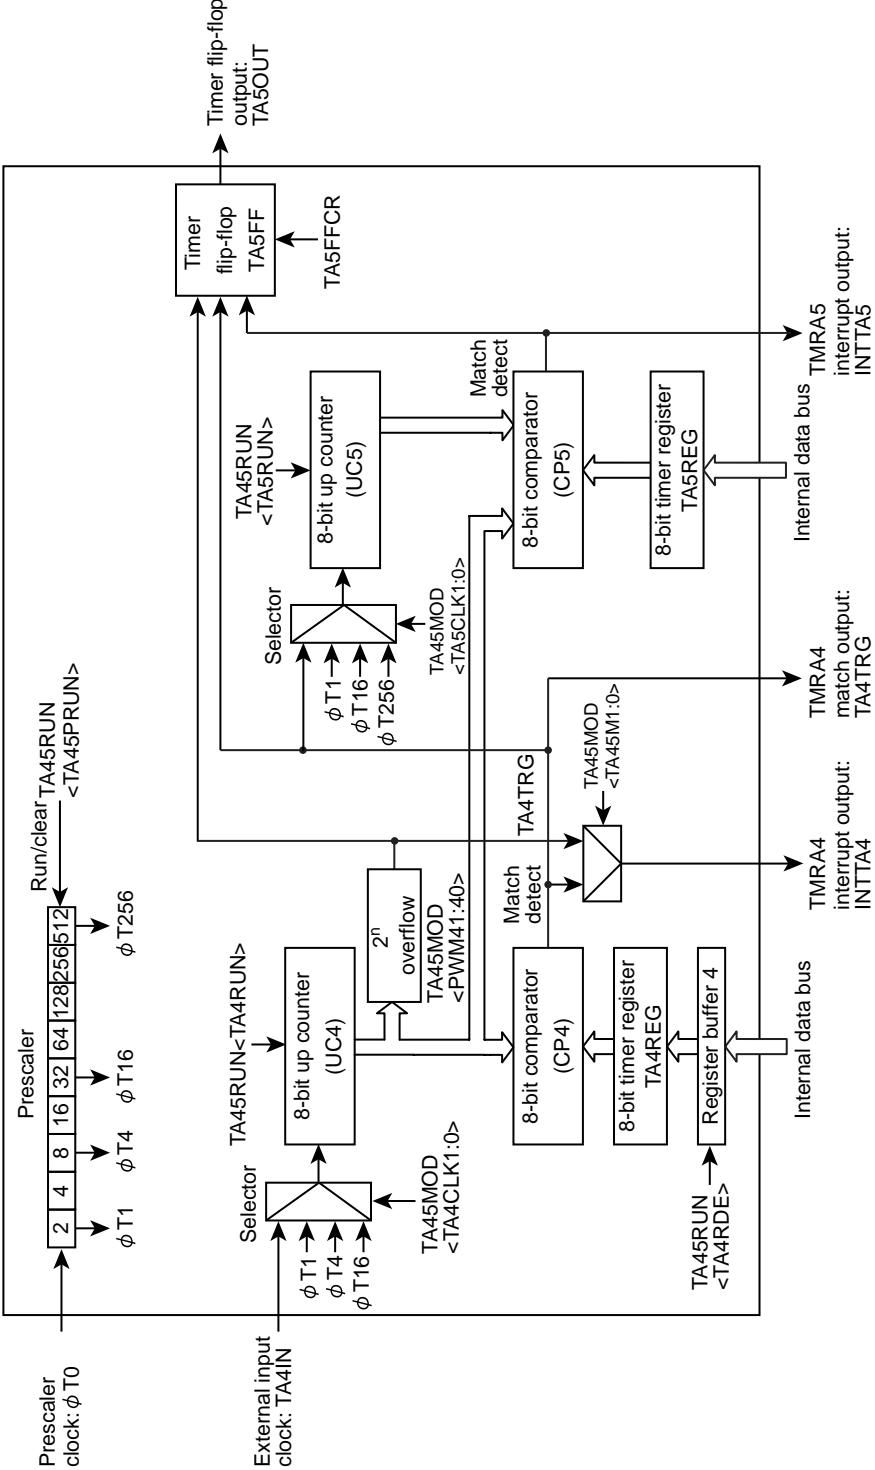 Prescaler
Prescaler
clock: ϕT0
2
4
8
16
32
64
128
256
512
Run/clear
TA45RUN
<TA45PRUN>
ϕT1
ϕT4
ϕT16
ϕT256
External input
clock: TA4IN
ϕT1
ϕT4
ϕT16
Selector
TA45MOD
<TA4CLK1:0>
TA45RUN<TA4RUN>
8-bit up counter
(UC4)
2n
overflow
TA45MOD
<PWM41:40>
8-bit comparator
(CP4)
Match
detect
TA4TRG
8-bit timer register
TA4REG
Register buffer 4
TA45RUN
<TA4RDE>
Internal data bus
TA45MOD
<TA45M1:0>
TMRA4
interrupt output:
INTTA4
TMRA4
match output:
TA4TRG
Selector
ϕT1
ϕT16
ϕT256
TA45MOD
<TA5CLK1:0>
TA45RUN
<TA5RUN>
8-bit up counter
(UC5)
8-bit comparator
(CP5)
Match
detect
8-bit timer register
TA5REG
Internal data bus
TMRA5
interrupt output:
INTTA5
Timer
flip-flop
TA5FF
TA5FFCR
Timer flip-flop
output:
TA5OUT